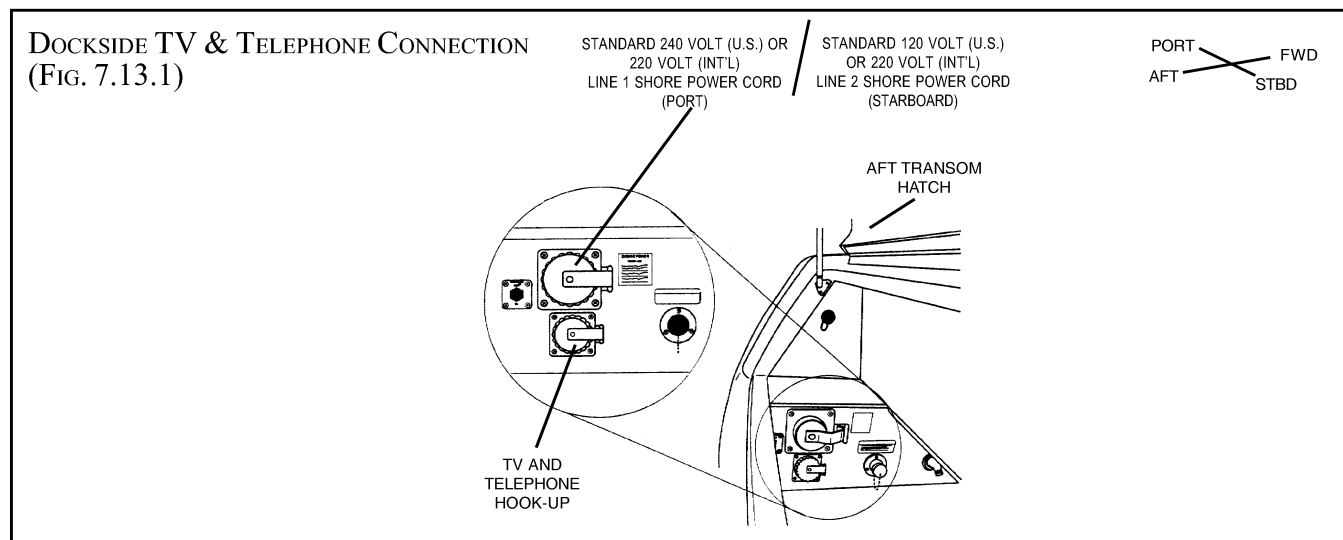 DOCKSIDE TV & TELEPHONE CONNECTION
(FIG. 7.13.1)
STANDARD 240 VOLT (U.S.) OR
220 VOLT (INT'L)
LINE 1 SHORE POWER CORD
(PORT)
/
STANDARD 120 VOLT (U.S.)
OR 220 VOLT (INT'L)
LINE 2 SHORE POWER CORD
(STARBOARD)
PORT
FWD
AFT
STBD
AFT TRANSOM
HATCH
SHORE POWER
TV AND
TELEPHONE
HOOK-UP